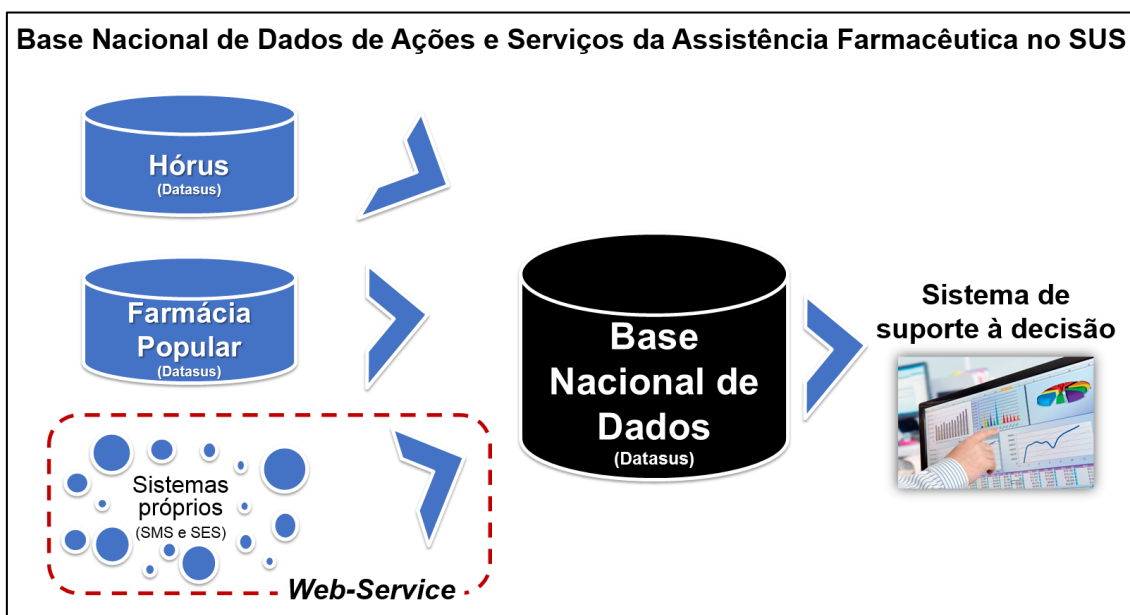 Base Nacional de Dados de Ações e Serviços da Assistência Farmacêutica no SUS
Hórus
(Datasus)
Farmácia
Popular
(Datasus)
Sistemas
próprios
(SMS e SES)
Web-Service
Base
Nacional de
Dados
(Datasus)
Sistema de
suporte à decisão